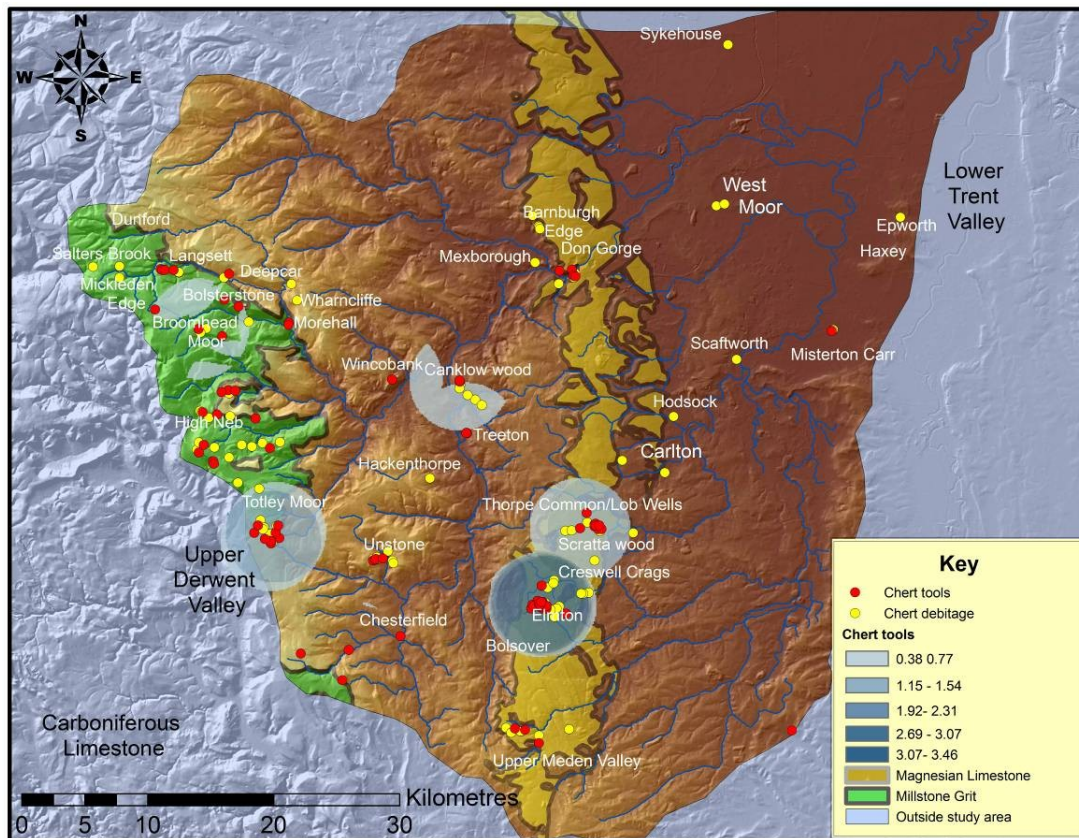 N
W E
S
Sykehouse
Lower
Trent
Valley
West
Moor
Epworth
Haxey
Barnburgh
Edge
Don Gorge
Mexborough
Dunford
Salters Brook
Langsett
Deepcar
Mickleden
Edge
Bolsterstone
Wharncliffe
Broomhead
Moor
Morehall
Misterton Carr
Scaftworth
Wincobank
Canklow wood
Hodsock
High Neb
Treeton
Carlton
Hackenthorpe
Totley Moor
Thorpe Common/Lob Wells
Scratta wood
Upper
Derwent
Valley
Unstone
Creswell Crags
Elmton
Chesterfield
Bolsover
Carboniferous
Limestone
Upper Meden Valley
Kilometres
0 5 10 20 30
Key
Chert tools
Chert debitage
Chert tools
0.38 0.77
1.15 - 1.54
1.92- 2.31
2.69 - 3.07
3.07- 3.46
Magnesian Limestone
Millstone Grit
Outside study area